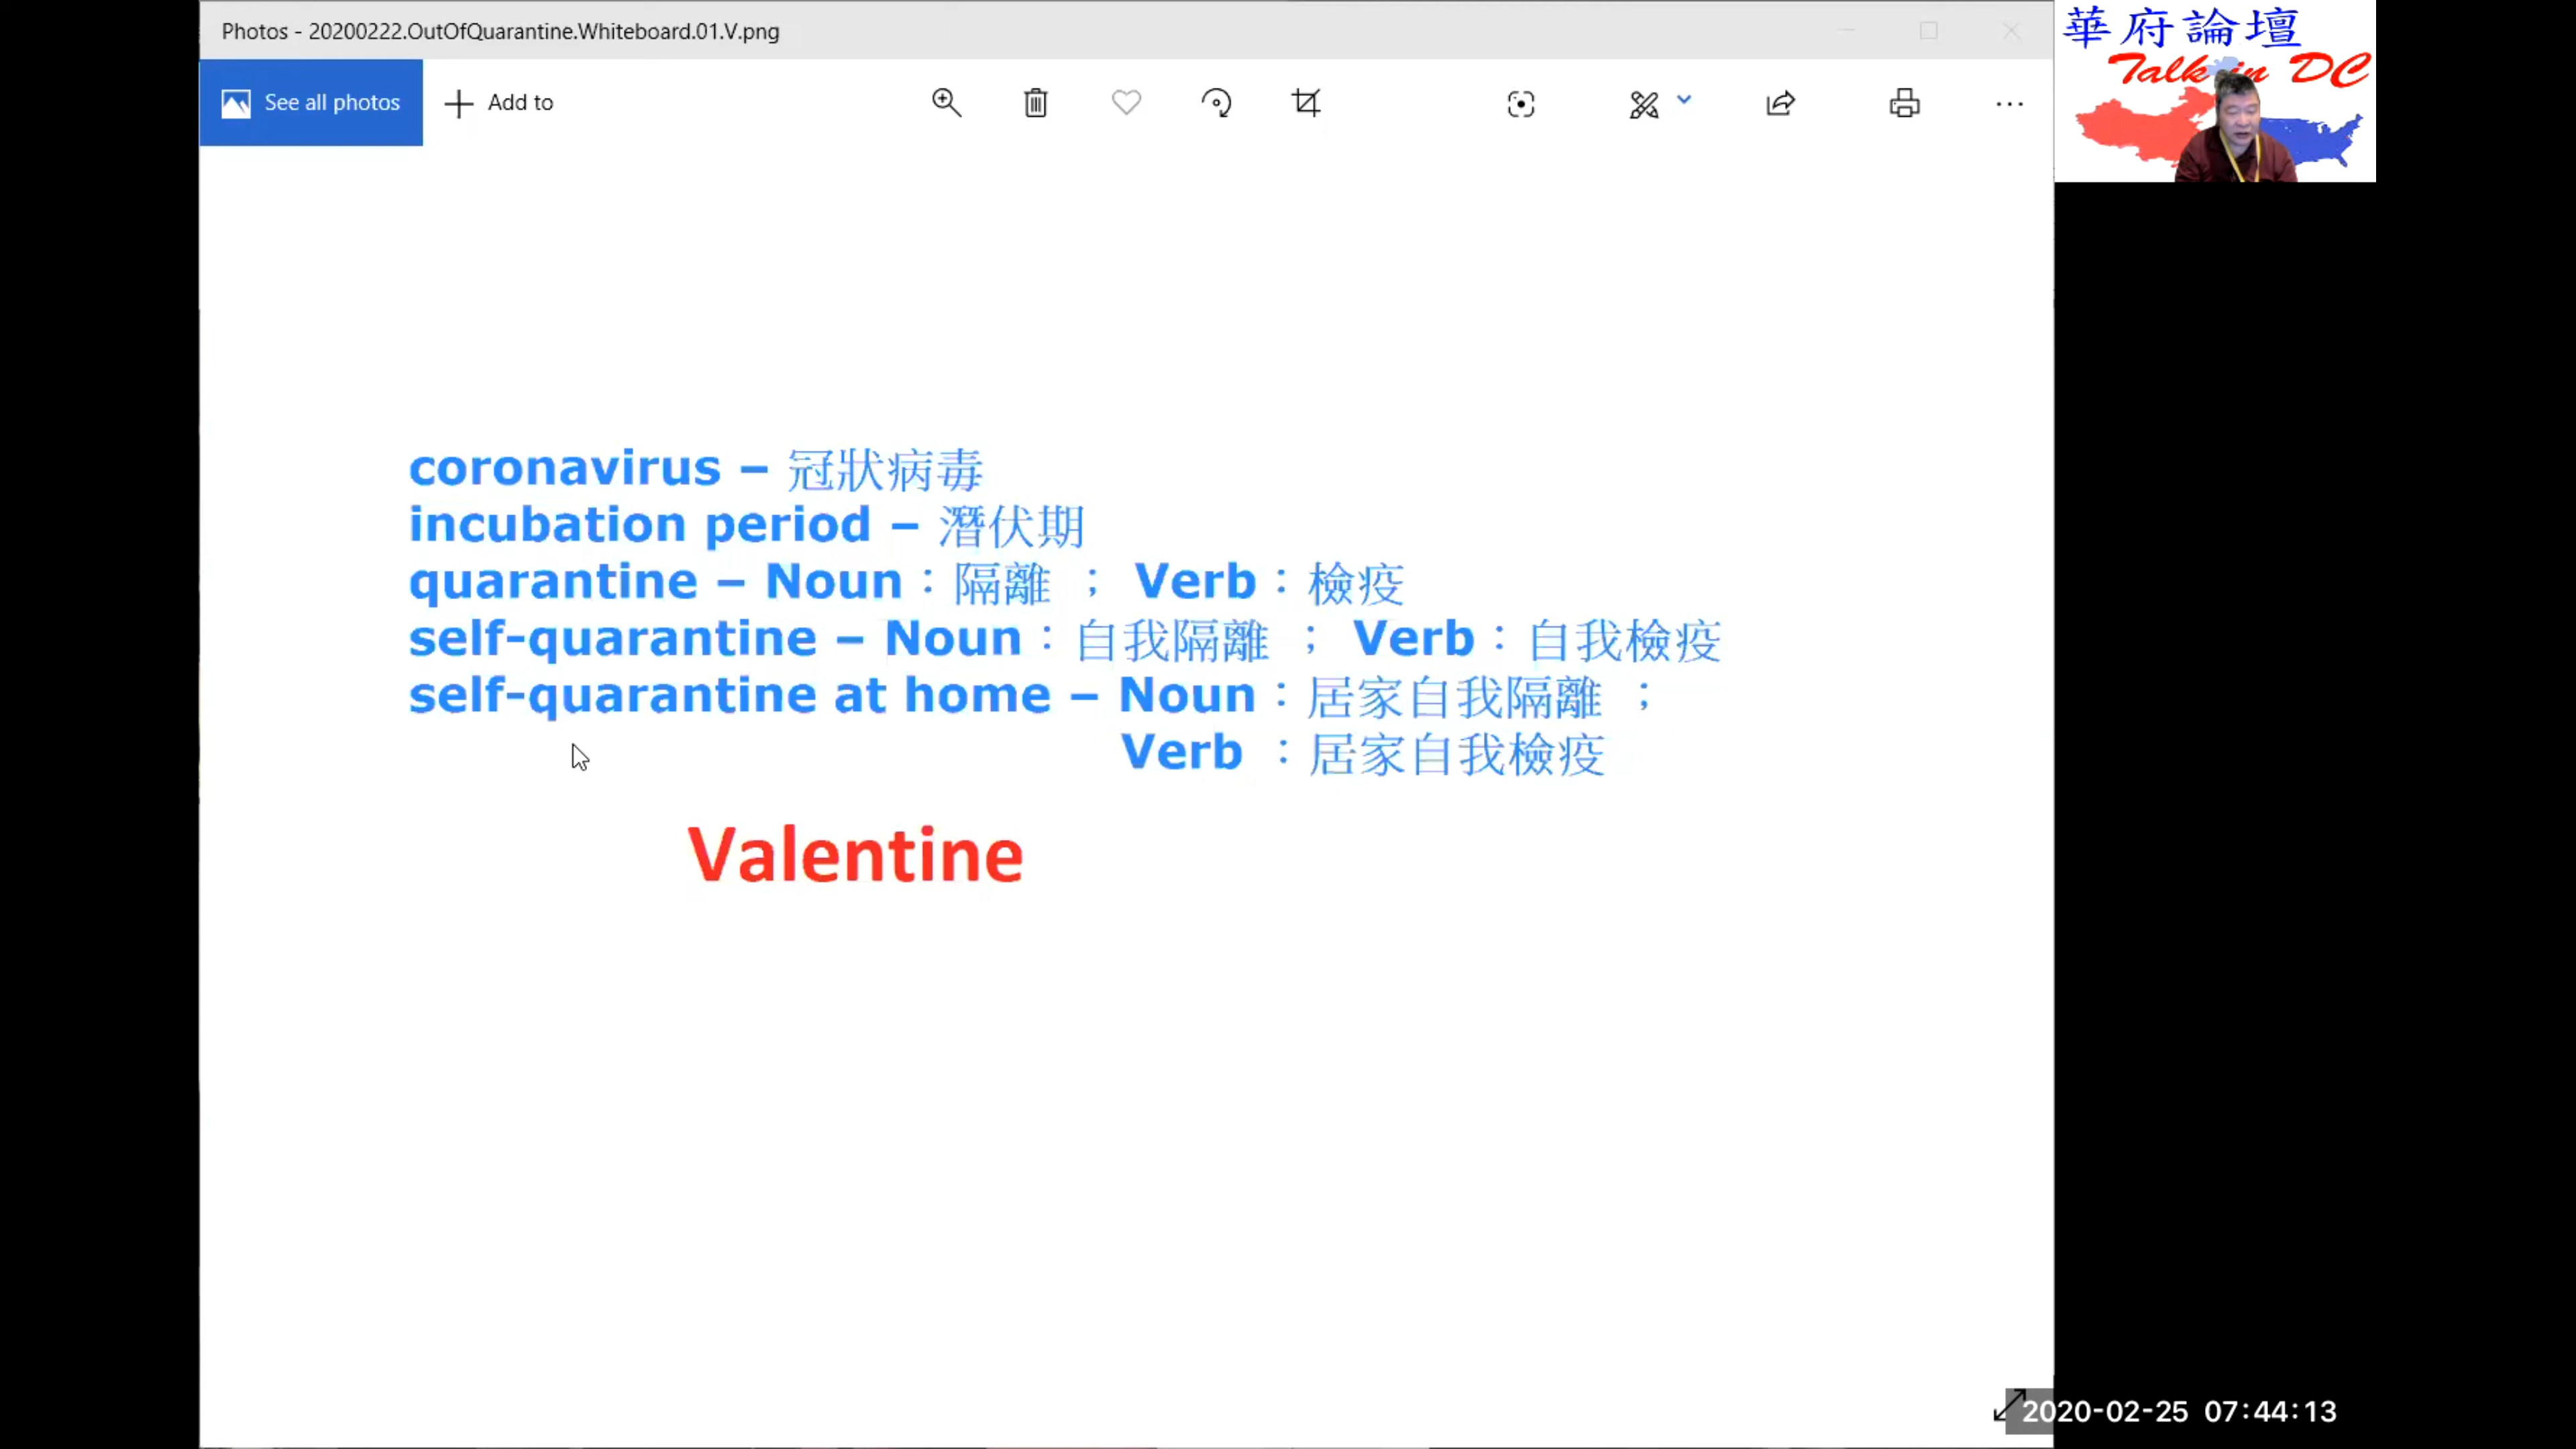 Photos - 20200222.OutOfQuarantine.Whiteboard.01.V.png
See all photos
Add to
華府論壇
Talk in DC
coronavirus – 冠狀病毒
incubation period – 潛伏期
quarantine – Noun：隔離 ； Verb：檢疫
self-quarantine – Noun：自我隔離 ； Verb：自我檢疫
self-quarantine at home – Noun：居家自我隔離 ；
Verb ：居家自我檢疫
Valentine
2020-02-25 07:44:13